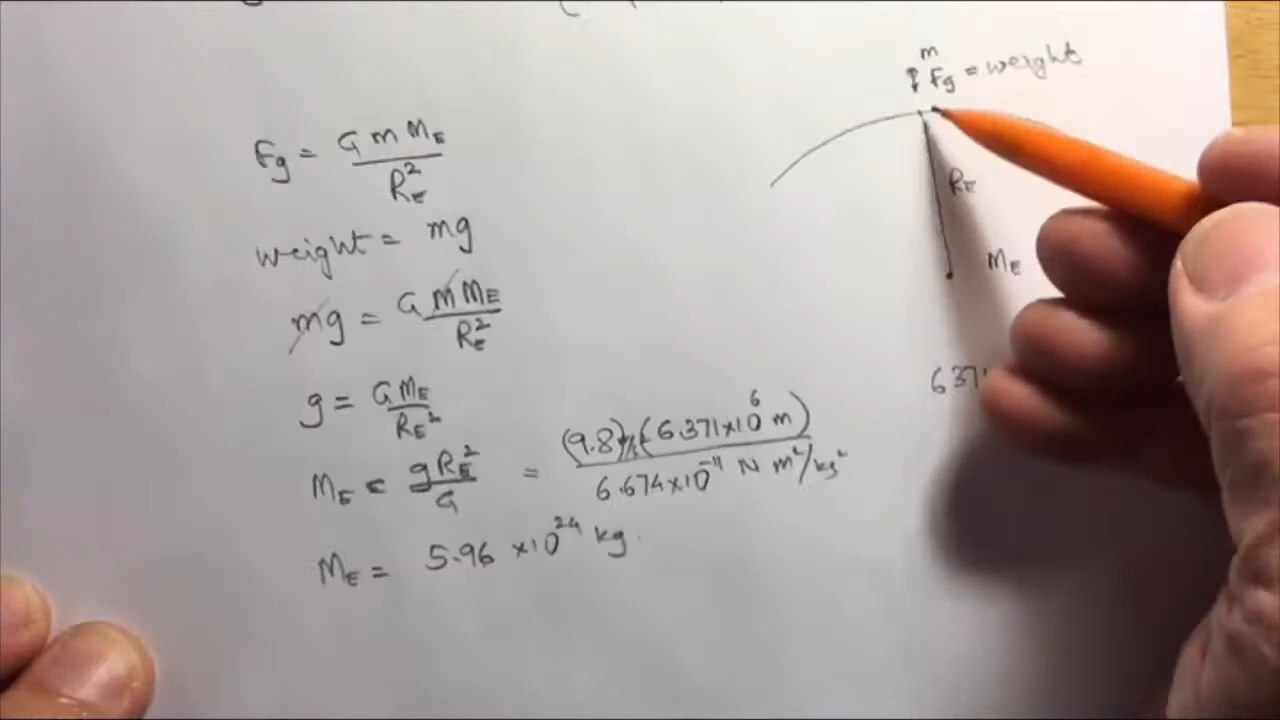 m
Fg = weight
Fg = G m ME / RE²
RE
weight = mg
ME
mg = G m ME / RE²
637
g = G ME / RE²
ME = g RE² / G = (9.8) (6.371×10⁶ m) / 6.674×10⁻¹¹ N m²/kg²
ME = 5.96 ×10²⁴ kg.